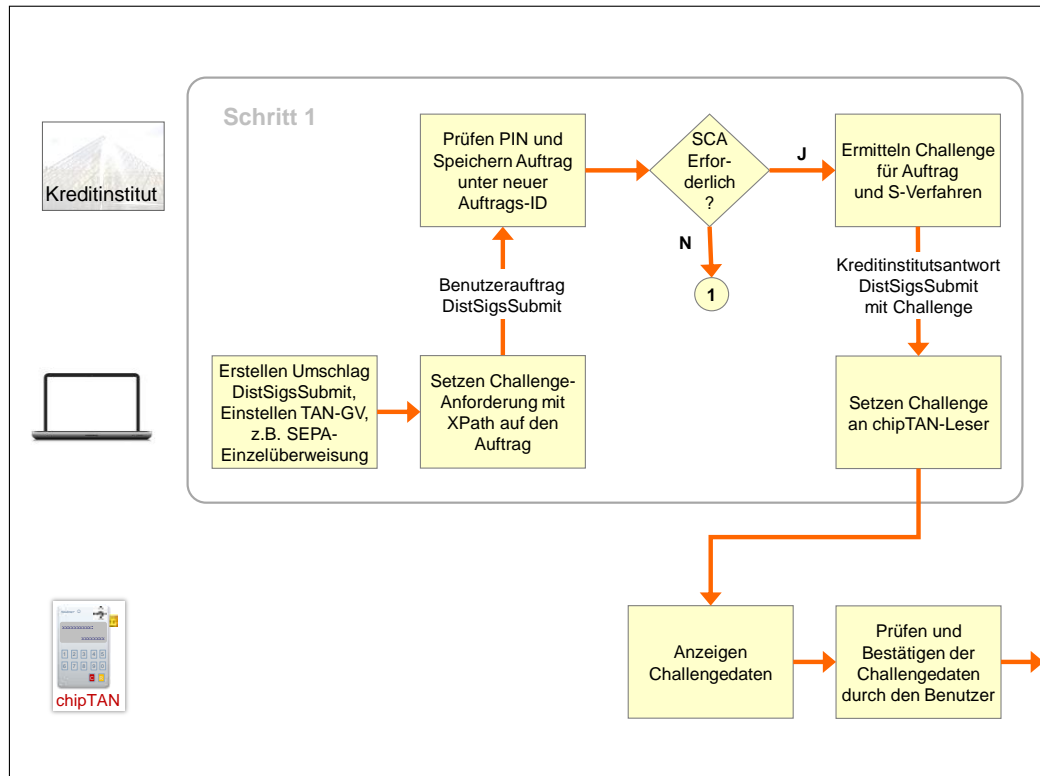 Schritt 1
Kreditinstitut
Prüfen PIN und
Speichern Auftrag
unter neuer
Auftrags-ID
SCA
Erfor-
derlich
?
J
N
1
Ermitteln Challenge
für Auftrag
und S-Verfahren
Benutzerauftrag
DistSigsSubmit
Kreditinstitutsantwort
DistSigsSubmit
mit Challenge
Erstellen Umschlag
DistSigsSubmit,
Einstellen TAN-GV,
z.B. SEPA-
Einzelüberweisung
Setzen Challenge-
Anforderung mit
XPath auf den
Auftrag
Setzen Challenge
an chipTAN-Leser
chipTAN
Anzeigen
Challengedaten
Prüfen und
Bestätigen der
Challengedaten
durch den Benutzer